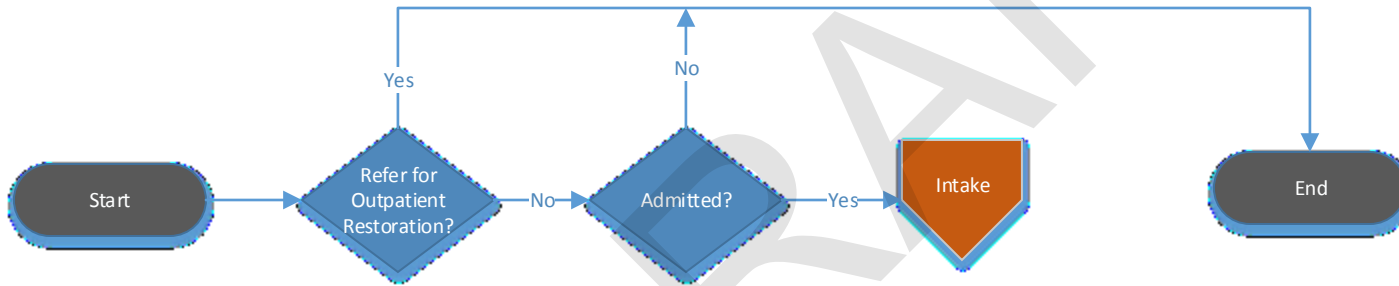 Yes
No
Start
Refer for
Outpatient
Restoration?
No
Admitted?
Yes
Intake
End